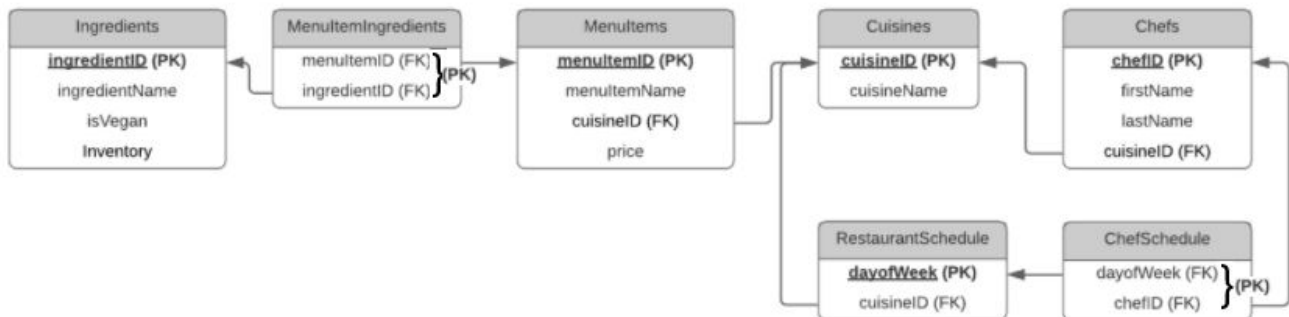 Ingredients
ingredientID (PK)
ingredientName
isVegan
Inventory
MenuItemIngredients
menuItemID (FK)
ingredientID (FK)
(PK)
MenuItems
menuItemID (PK)
menuItemName
cuisineID (FK)
price
Cuisines
cuisineID (PK)
cuisineName
Chefs
chefID (PK)
firstName
lastName
cuisineID (FK)
RestaurantSchedule
dayofWeek (PK)
cuisineID (FK)
ChefSchedule
dayofWeek (FK)
chefID (FK)
(PK)